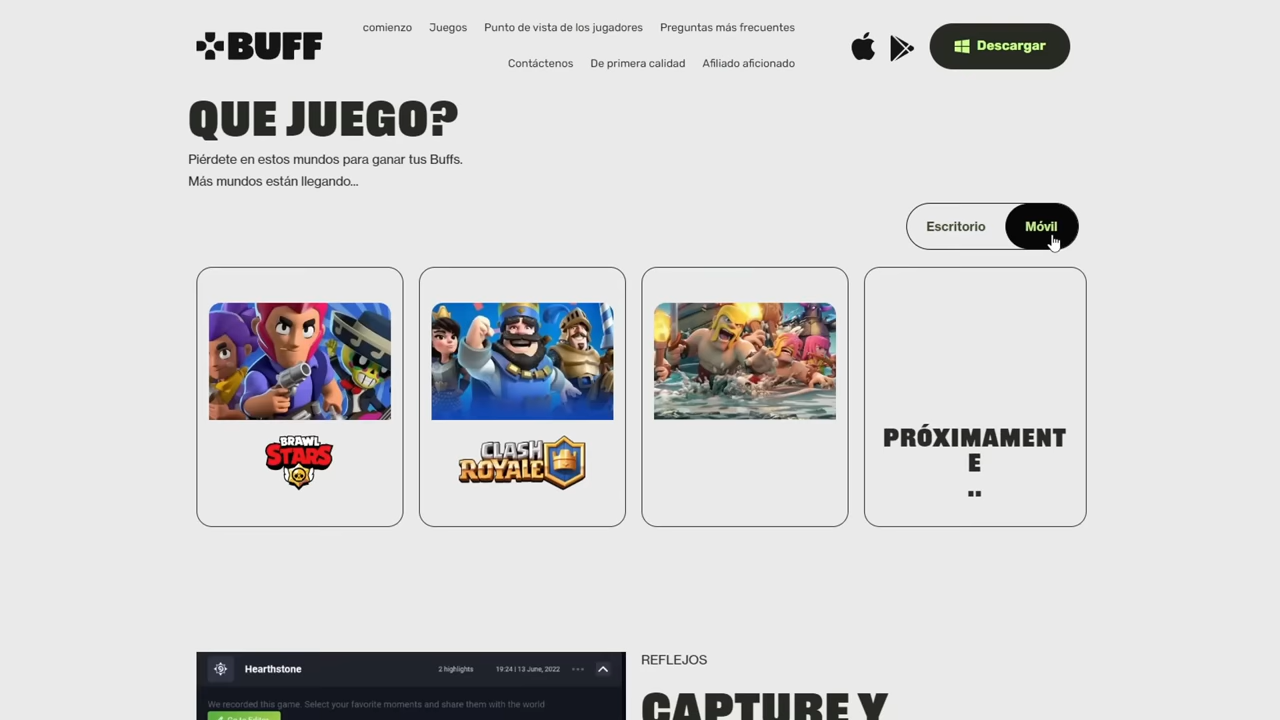 BUFF
comienzo Juegos Punto de vista de los jugadores Preguntas más frecuentes
Contáctenos De primera calidad Afiliado aficionado
Descargar
QUE JUEGO?
Piérdete en estos mundos para ganar tus Buffs.
Más mundos están llegando...
Escritorio Móvil
BRAWL
STARS
CLASH
ROYALE
PRÓXIMAMENT
E
..
Hearthstone 2 highlights 19:24 | 13 June, 2022
We recorded this game. Select your favorite moments and share them with the world
Go to Editor
REFLEJOS
CAPTURE Y